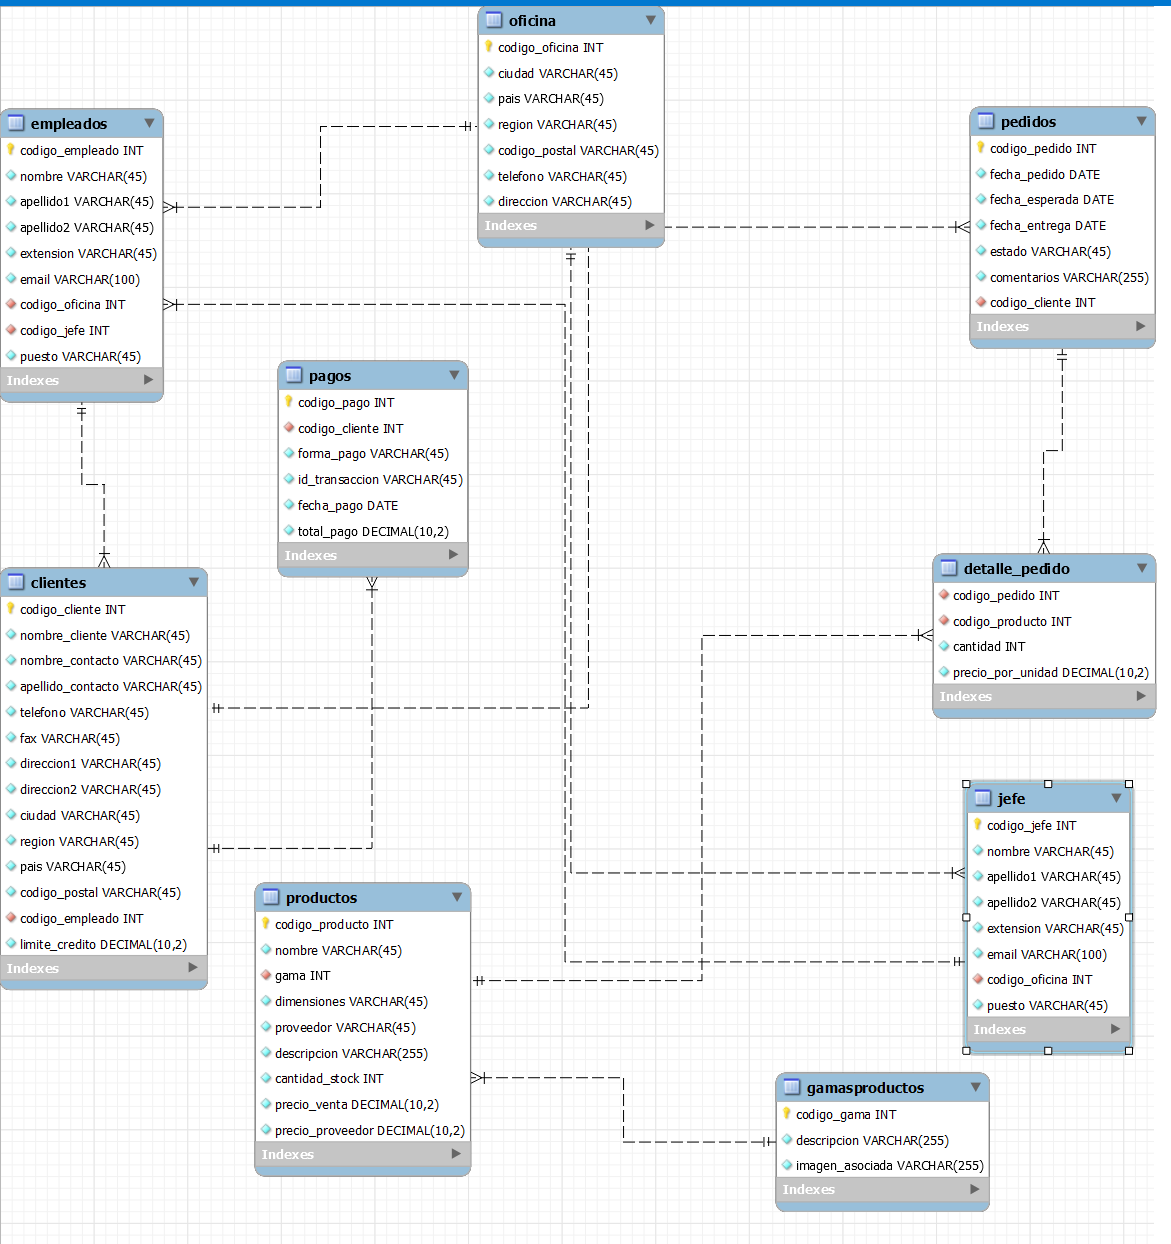 oficina
codigo_oficina INT
ciudad VARCHAR(45)
pais VARCHAR(45)
region VARCHAR(45)
codigo_postal VARCHAR(45)
telefono VARCHAR(45)
direccion VARCHAR(45)
Indexes
empleados
codigo_empleado INT
nombre VARCHAR(45)
apellido1 VARCHAR(45)
apellido2 VARCHAR(45)
extension VARCHAR(45)
email VARCHAR(100)
codigo_oficina INT
codigo_jefe INT
puesto VARCHAR(45)
Indexes
pedidos
codigo_pedido INT
fecha_pedido DATE
fecha_esperada DATE
fecha_entrega DATE
estado VARCHAR(45)
comentarios VARCHAR(255)
codigo_cliente INT
Indexes
pagos
codigo_pago INT
codigo_cliente INT
forma_pago VARCHAR(45)
id_transaccion VARCHAR(45)
fecha_pago DATE
total_pago DECIMAL(10,2)
Indexes
clientes
codigo_cliente INT
nombre_cliente VARCHAR(45)
nombre_contacto VARCHAR(45)
apellido_contacto VARCHAR(45)
telefono VARCHAR(45)
fax VARCHAR(45)
direccion1 VARCHAR(45)
direccion2 VARCHAR(45)
ciudad VARCHAR(45)
region VARCHAR(45)
pais VARCHAR(45)
codigo_postal VARCHAR(45)
codigo_empleado INT
limite_credito DECIMAL(10,2)
Indexes
detalle_pedido
codigo_pedido INT
codigo_producto INT
cantidad INT
precio_por_unidad DECIMAL(10,2)
Indexes
jefe
codigo_jefe INT
nombre VARCHAR(45)
apellido1 VARCHAR(45)
apellido2 VARCHAR(45)
extension VARCHAR(45)
email VARCHAR(100)
codigo_oficina INT
puesto VARCHAR(45)
Indexes
productos
codigo_producto INT
nombre VARCHAR(45)
gama INT
dimensiones VARCHAR(45)
proveedor VARCHAR(45)
descripcion VARCHAR(255)
cantidad_stock INT
precio_venta DECIMAL(10,2)
precio_proveedor DECIMAL(10,2)
Indexes
gamasproductos
codigo_gama INT
descripcion VARCHAR(255)
imagen_asociada VARCHAR(255)
Indexes